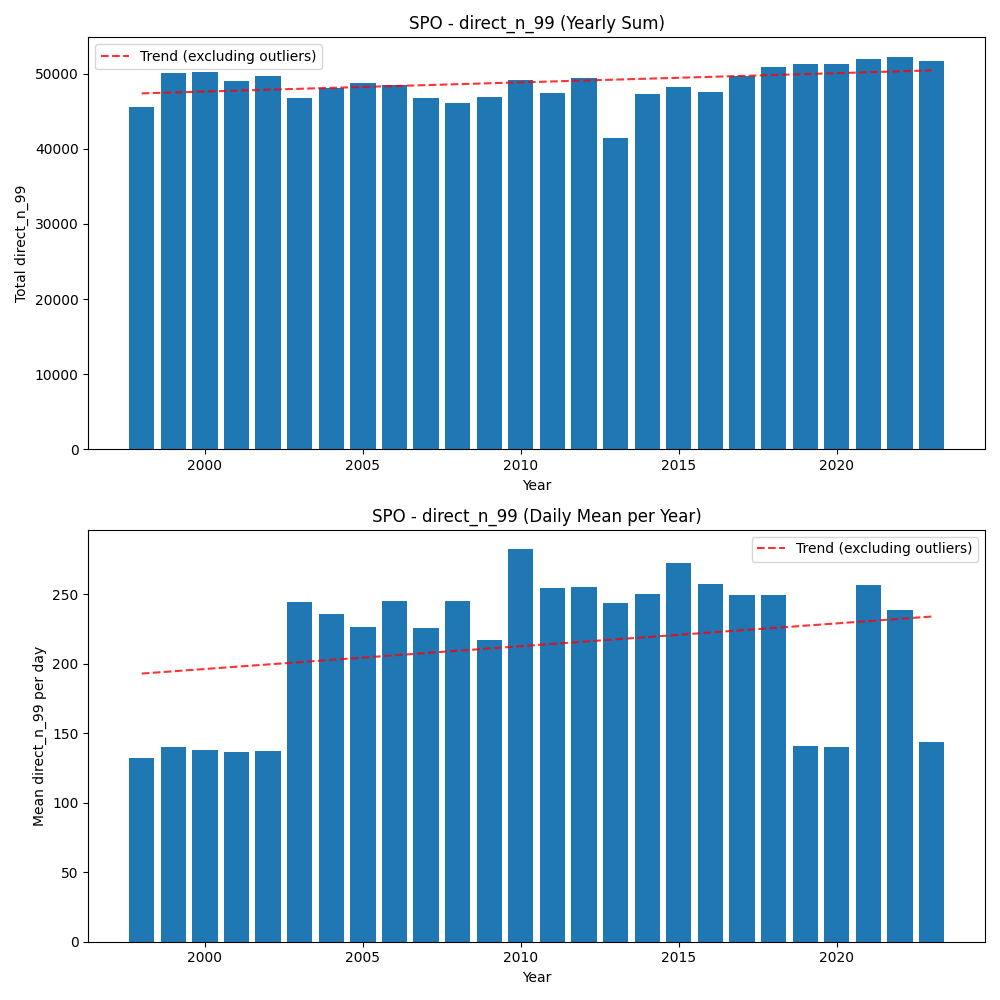 SPO - direct_n_99 (Yearly Sum)
Trend (excluding outliers)
Total direct_n_99
50000
40000
30000
20000
10000
0
2000 2005 2010 2015 2020
Year
SPO - direct_n_99 (Daily Mean per Year)
Trend (excluding outliers)
Mean direct_n_99 per day
250
200
150
100
50
0
2000 2005 2010 2015 2020
Year